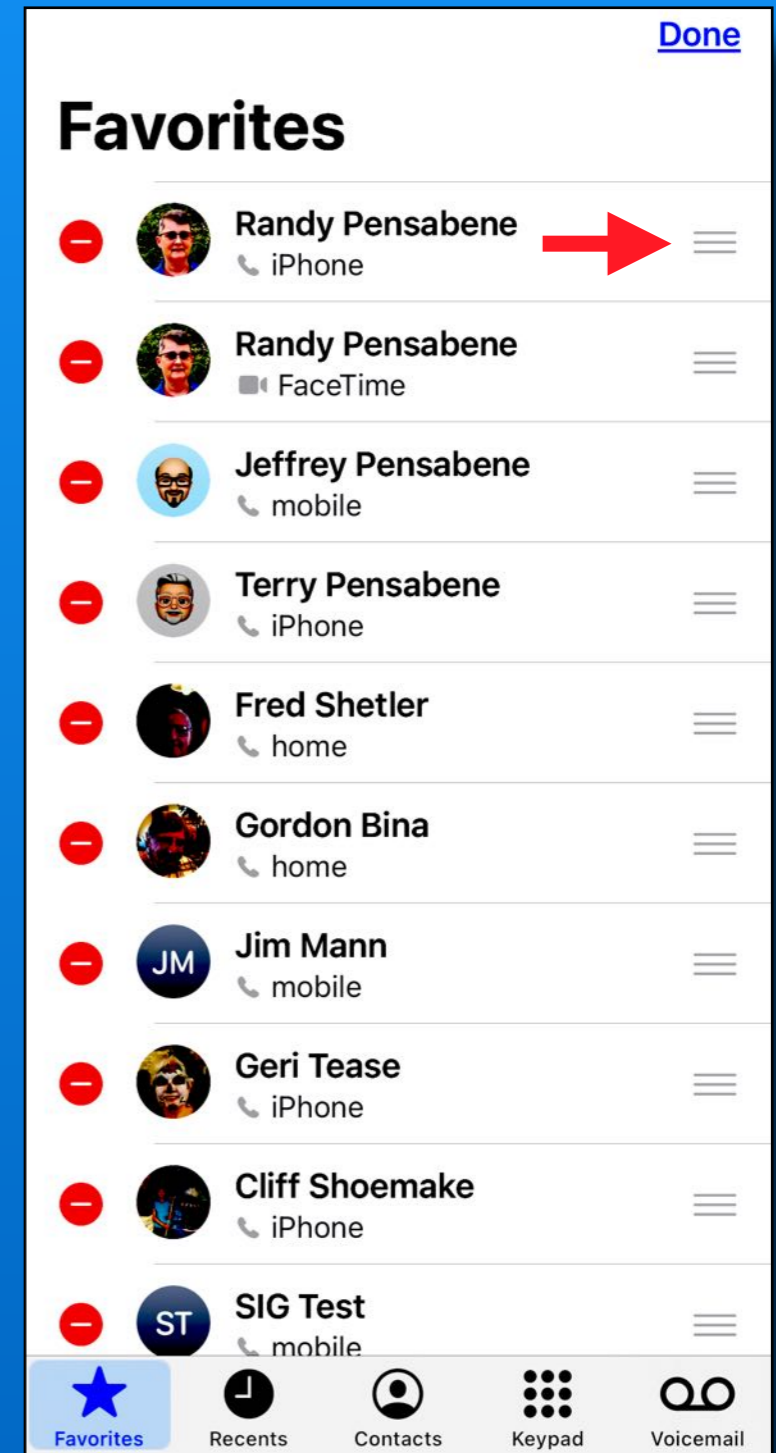 Done
Favorites
Randy Pensabene
iPhone
Randy Pensabene
FaceTime
Jeffrey Pensabene
mobile
Terry Pensabene
iPhone
Fred Shetler
home
Gordon Bina
home
JM
Jim Mann
mobile
Geri Tease
iPhone
Cliff Shoemake
iPhone
ST
SIG Test
mobile
Favorites Recents Contacts Keypad Voicemail